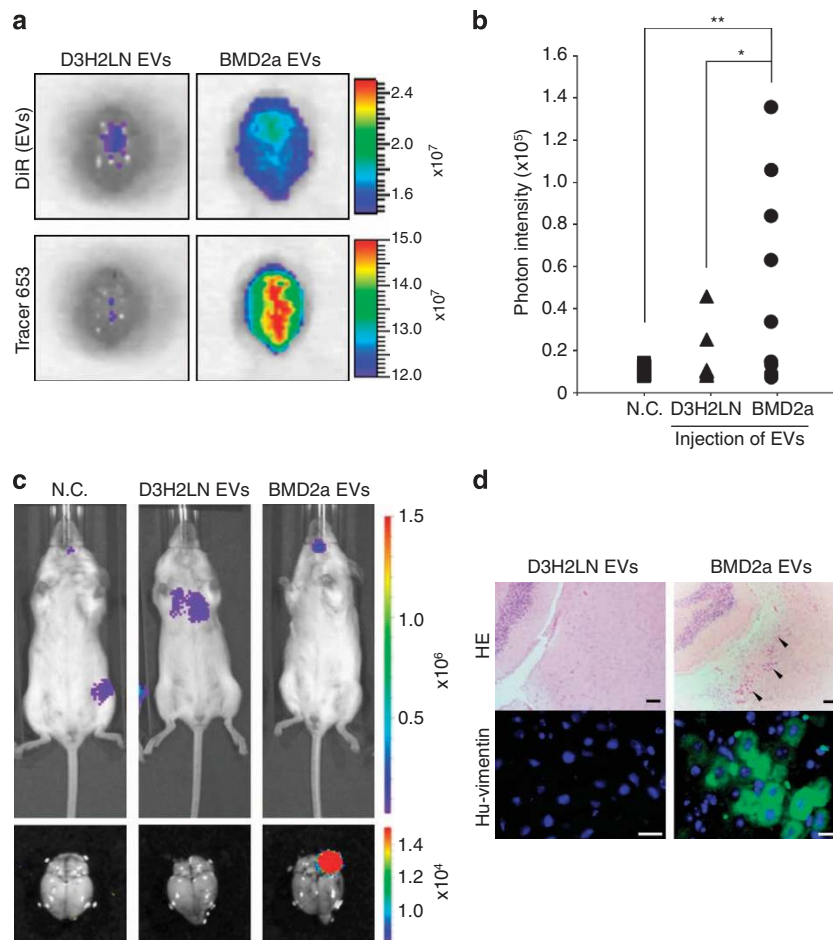 a
D3H2LN EVs BMD2a EVs
DiR (EVs)
2.4
2.0
1.6
x10⁷
Tracer 653
15.0
14.0
13.0
12.0
x10⁷
b
** 
*
Photon intensity (x10⁵)
1.6
1.4
1.2
1.0
0.8
0.6
0.4
0.2
0
N.C. D3H2LN BMD2a
Injection of EVs
c
N.C. D3H2LN EVs BMD2a EVs
1.5
1.0
0.5
x10⁶
1.4
1.2
1.0
x10⁴
d
D3H2LN EVs BMD2a EVs
HE
Hu-vimentin